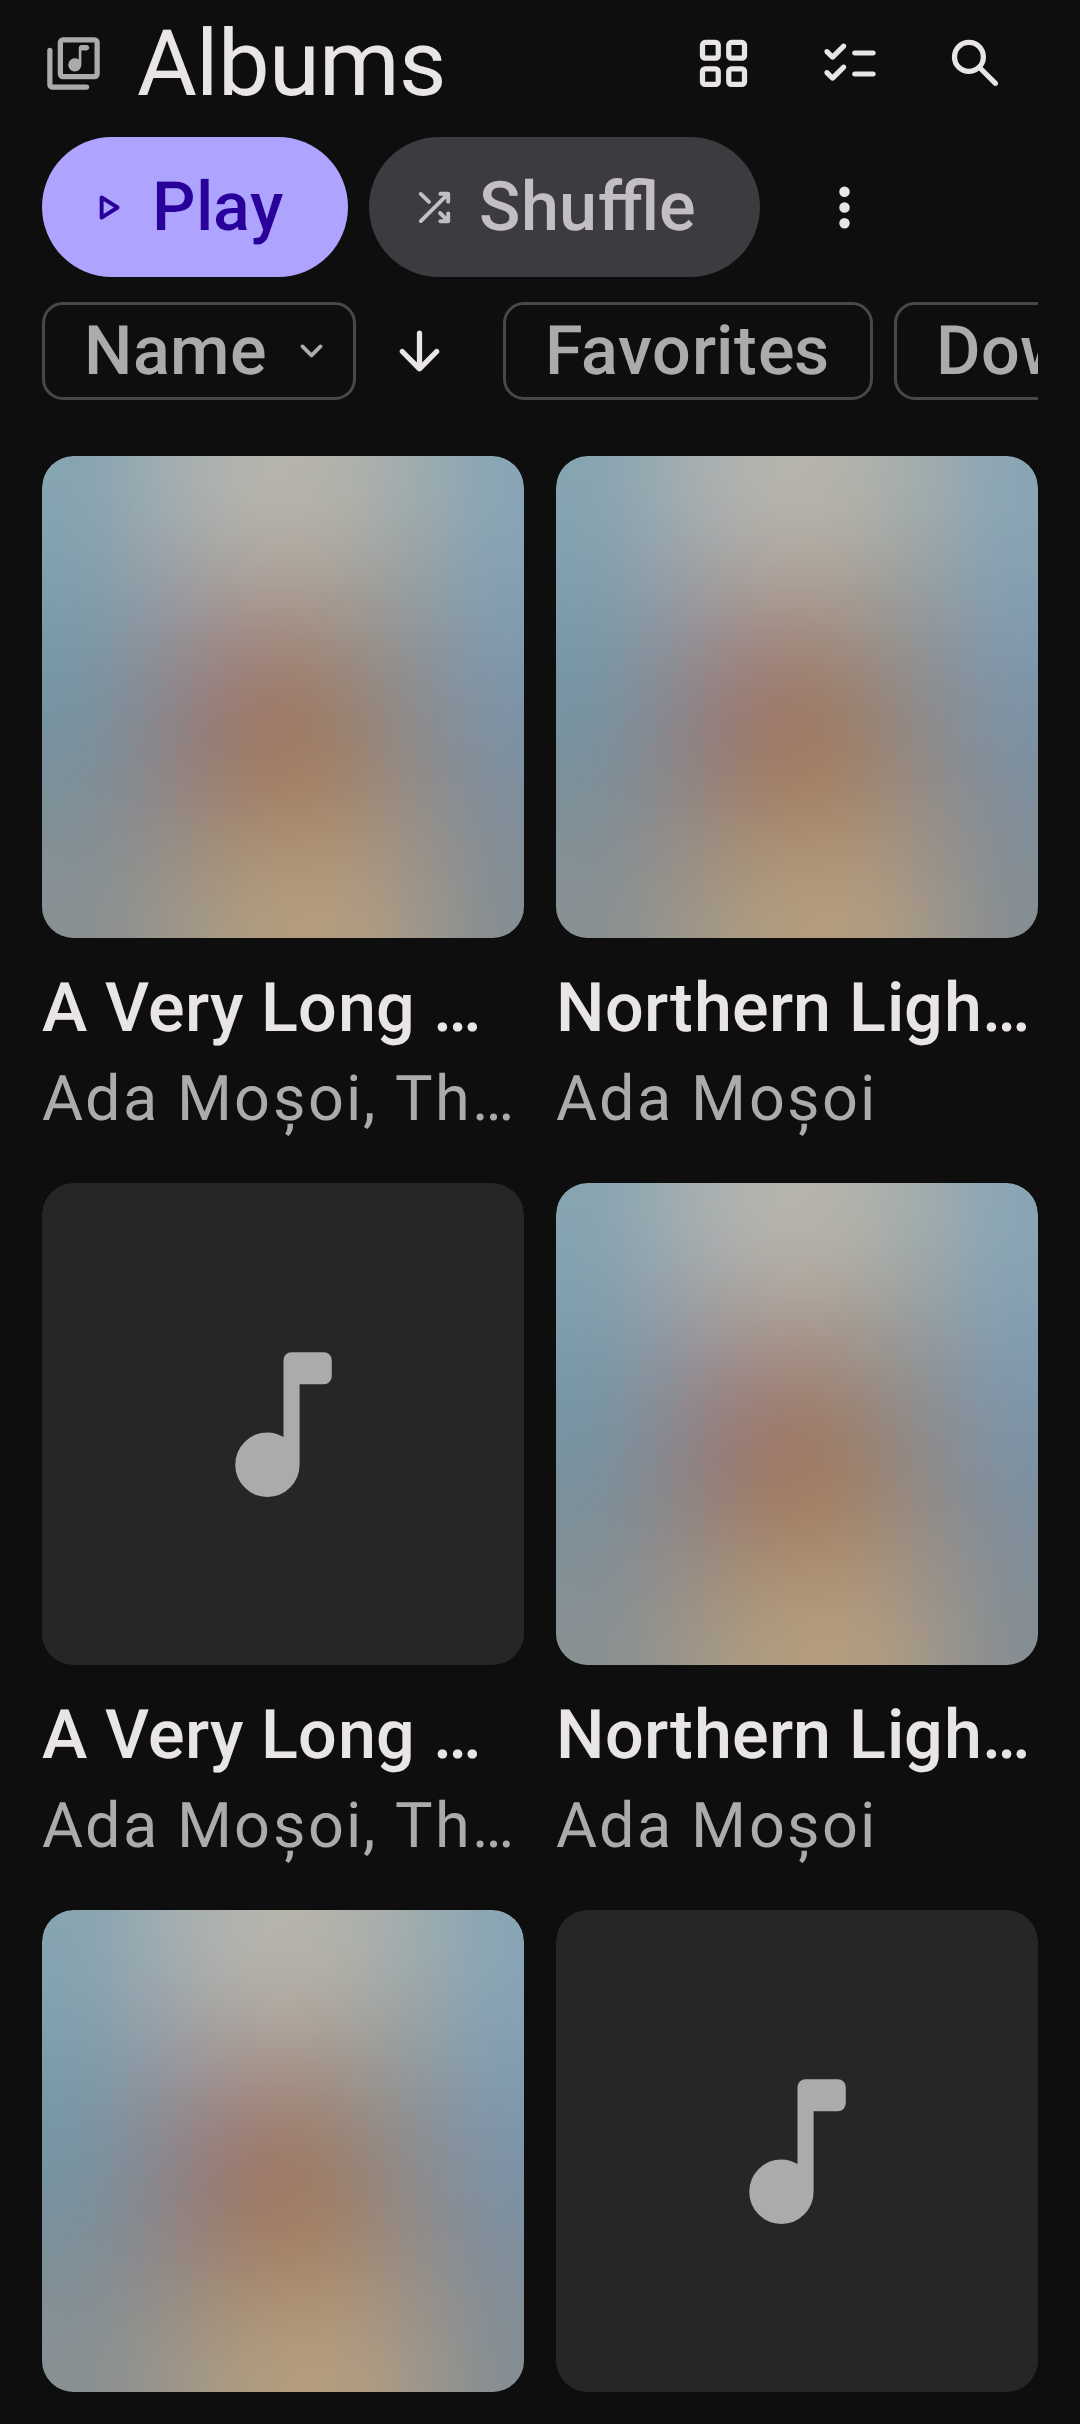 Albums
Play
Shuffle
Name
Favorites
Dov
A Very Long …
Northern Ligh…
Ada Moșoi, Th…
Ada Moșoi
A Very Long …
Northern Ligh…
Ada Moșoi, Th…
Ada Moșoi